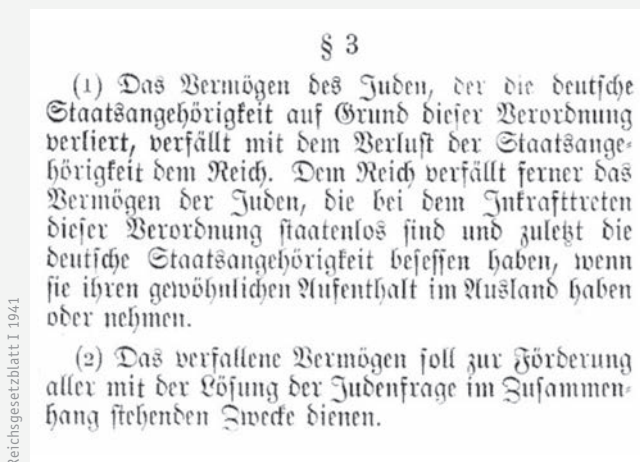 § 3
(1) Das Vermögen des Juden, der die deutsche
Staatsangehörigkeit auf Grund dieser Verordnung
verliert, verfällt mit dem Verlust der Staatsange-
hörigkeit dem Reich. Dem Reich verfällt ferner das
Vermögen der Juden, die bei dem Inkrafttreten
dieser Verordnung staatenlos sind und zuletzt die
deutsche Staatsangehörigkeit besessen haben, wenn
sie ihren gewöhnlichen Aufenthalt im Ausland haben
oder nehmen.
(2) Das verfallene Vermögen soll zur Förderung
aller mit der Lösung der Judenfrage im Zusammen-
hang stehenden Zwecke dienen.
Reichsgesetzblatt I 1941